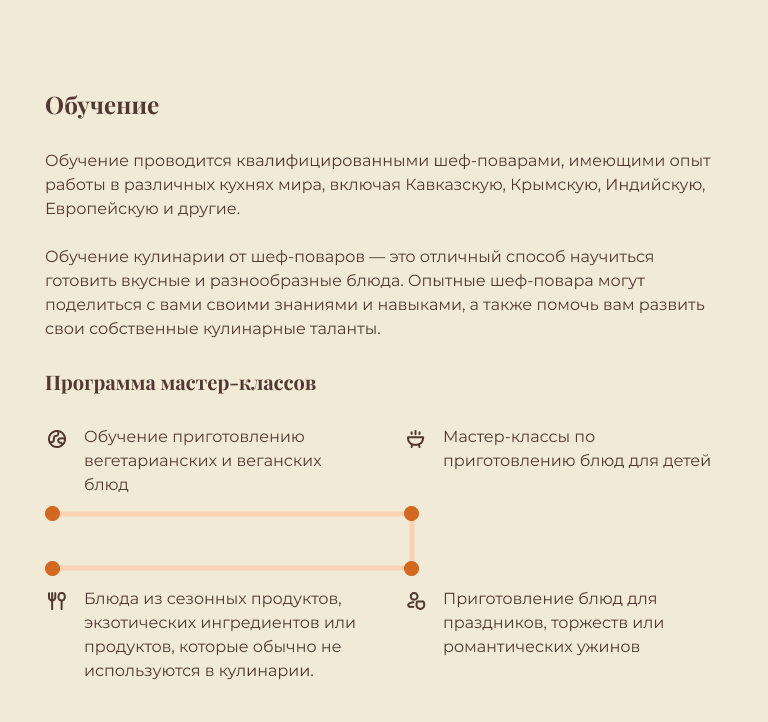 Обучение
Обучение проводится квалифицированными шеф-поварами, имеющими опыт
работы в различных кухнях мира, включая Кавказскую, Крымскую, Индийскую,
Европейскую и другие.
Обучение кулинарии от шеф-поваров — это отличный способ научиться
готовить вкусные и разнообразные блюда. Опытные шеф-повара могут
поделиться с вами своими знаниями и навыками, а также помочь вам развить
свои собственные кулинарные таланты.
Программа мастер-классов
Обучение приготовлению
вегетарианских и веганских
блюд
Мастер-классы по
приготовлению блюд для детей
Блюда из сезонных продуктов,
экзотических ингредиентов или
продуктов, которые обычно не
используются в кулинарии.
Приготовление блюд для
праздников, торжеств или
романтических ужинов